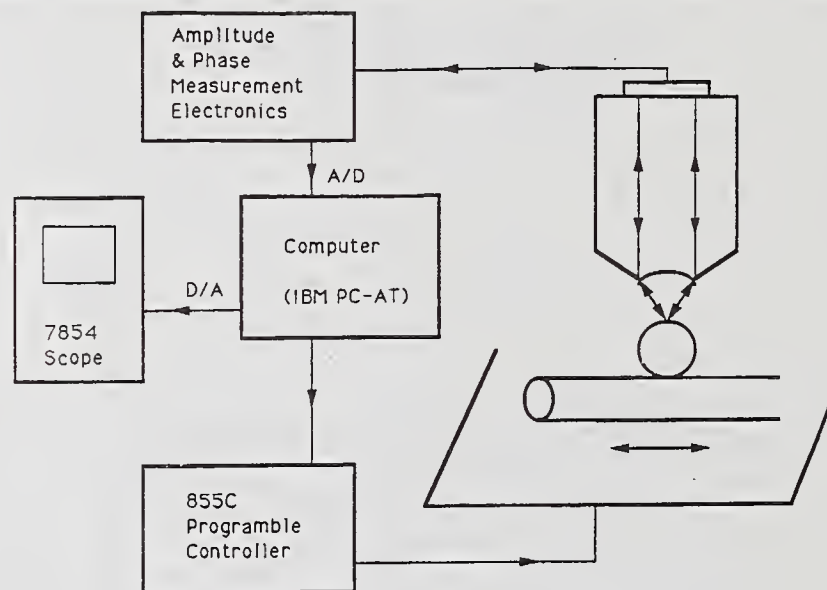 Amplitude
& Phase
Measurement
Electronics
A/D
Computer
(IBM PC-AT)
D/A
7854
Scope
855C
Programble
Controller